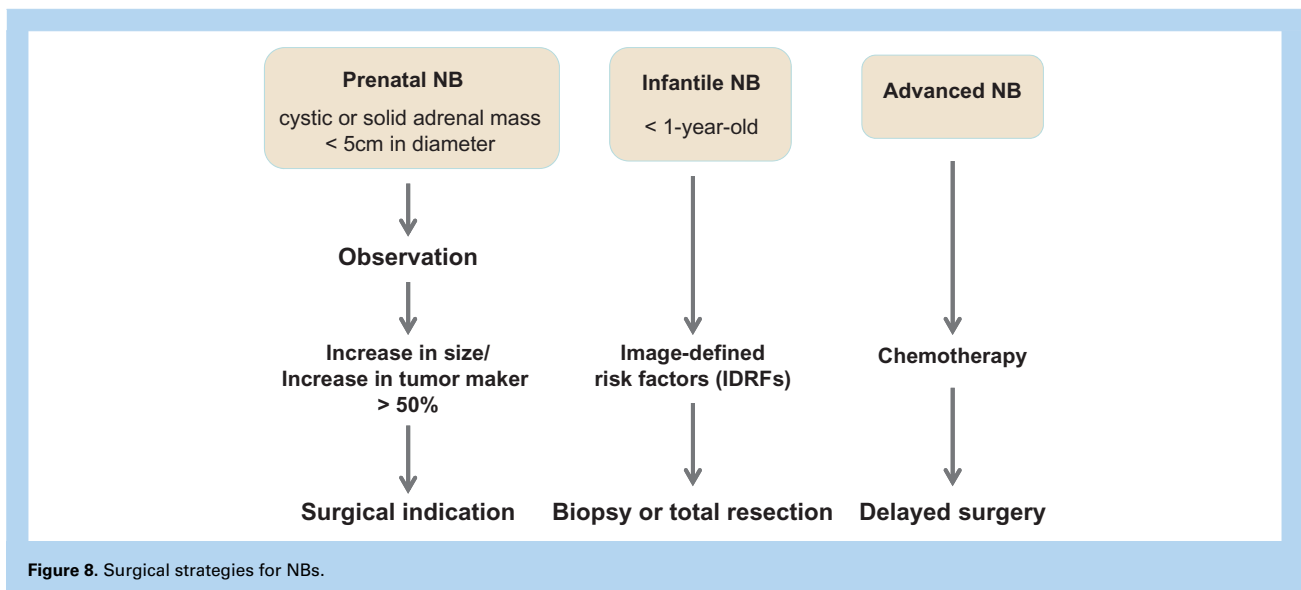 Prenatal NB
cystic or solid adrenal mass
< 5cm in diameter
Observation
Increase in size/
Increase in tumor maker
> 50%
Surgical indication
Infantile NB
< 1-year-old
Image-defined
risk factors (IDRFs)
Biopsy or total resection
Advanced NB
Chemotherapy
Delayed surgery
Figure 8. Surgical strategies for NBs.